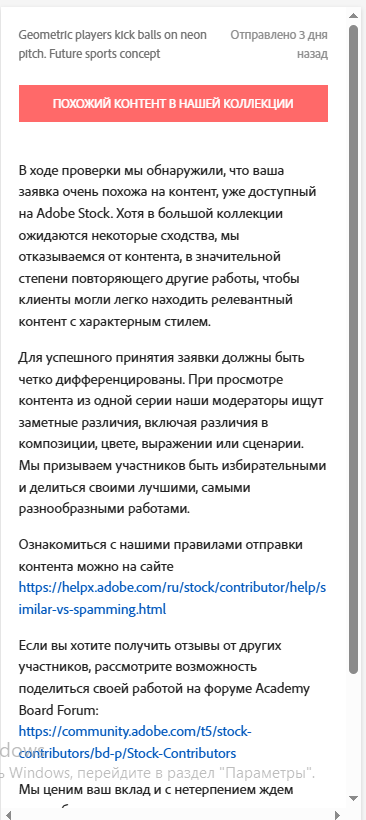 Geometric players kick balls on neon
pitch. Future sports concept
Отправлено 3 дня
назад
ПОХОЖИЙ КОНТЕНТ В НАШЕЙ КОЛЛЕКЦИИ
В ходе проверки мы обнаружили, что ваша
заявка очень похожа на контент, уже доступный
на Adobe Stock. Хотя в большой коллекции
ожидаются некоторые сходства, мы
отказываемся от контента, в значительной
степени повторяющего другие работы, чтобы
клиенты могли легко находить релевантный
контент с характерным стилем.
Для успешного принятия заявки должны быть
четко дифференцированы. При просмотре
контента из одной серии наши модераторы ищут
заметные различия, включая различия в
композиции, цвете, выражении или сценарии.
Мы призываем участников быть избирательными
и делиться своими лучшими, самыми
разнообразными работами.
Ознакомиться с нашими правилами отправки
контента можно на сайте
https://helpx.adobe.com/ru/stock/contributor/help/s
imilar-vs-spamming.html
Если вы хотите получить отзывы от других
участников, рассмотрите возможность
поделиться своей работой на форуме Academy
Board Forum:
https://community.adobe.com/t5/stock-
contributors/bd-p/Stock-Contributors
dows
ь Windows, перейдите в раздел "Параметры".
Мы ценим ваш вклад и с нетерпением ждем